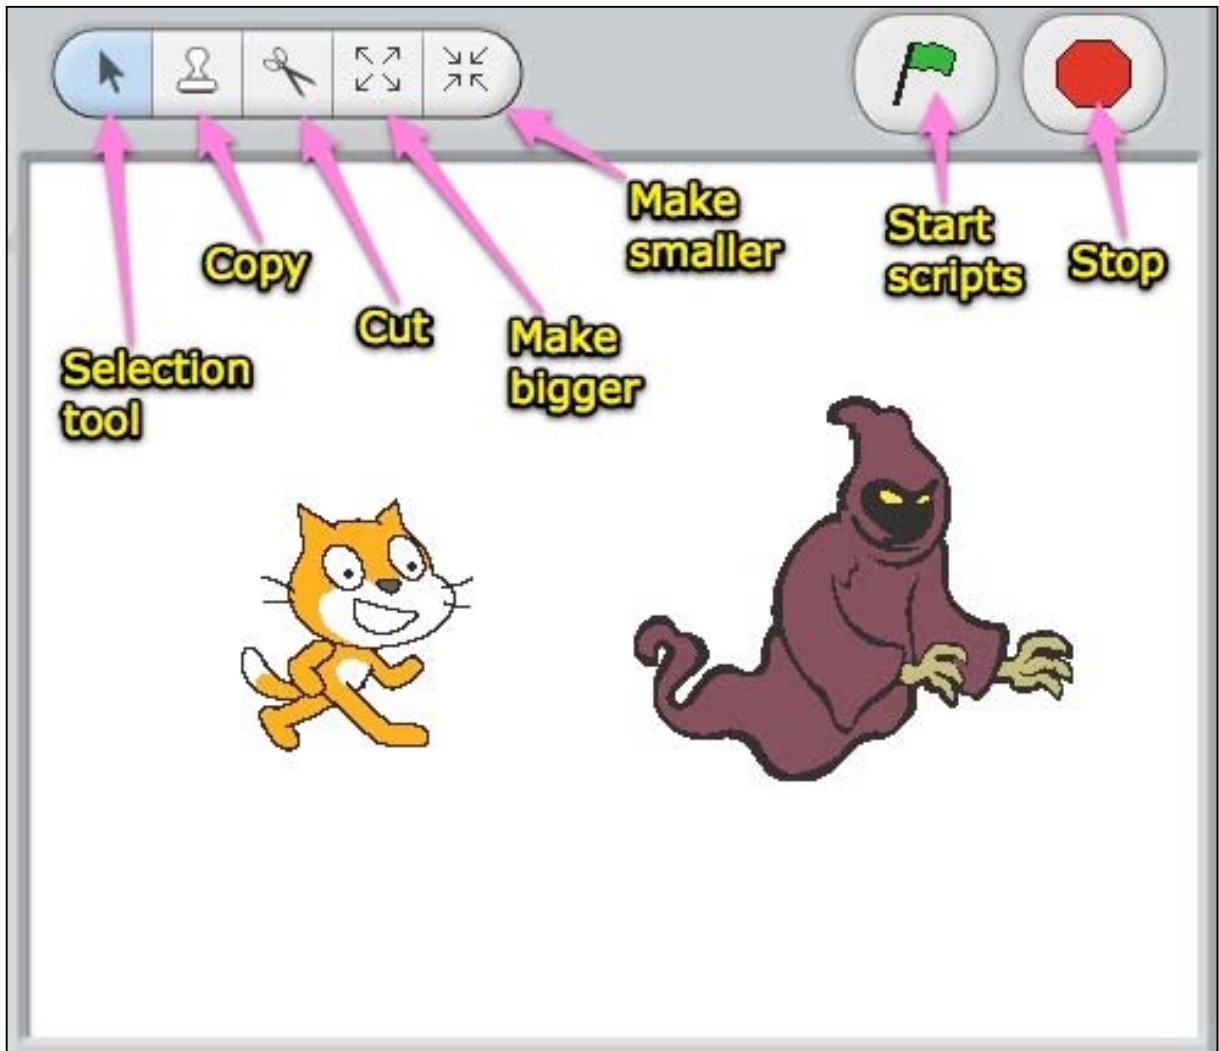 Make
smaller
Start
scripts
Stop
Copy
Cut
Make
bigger
Selection
tool